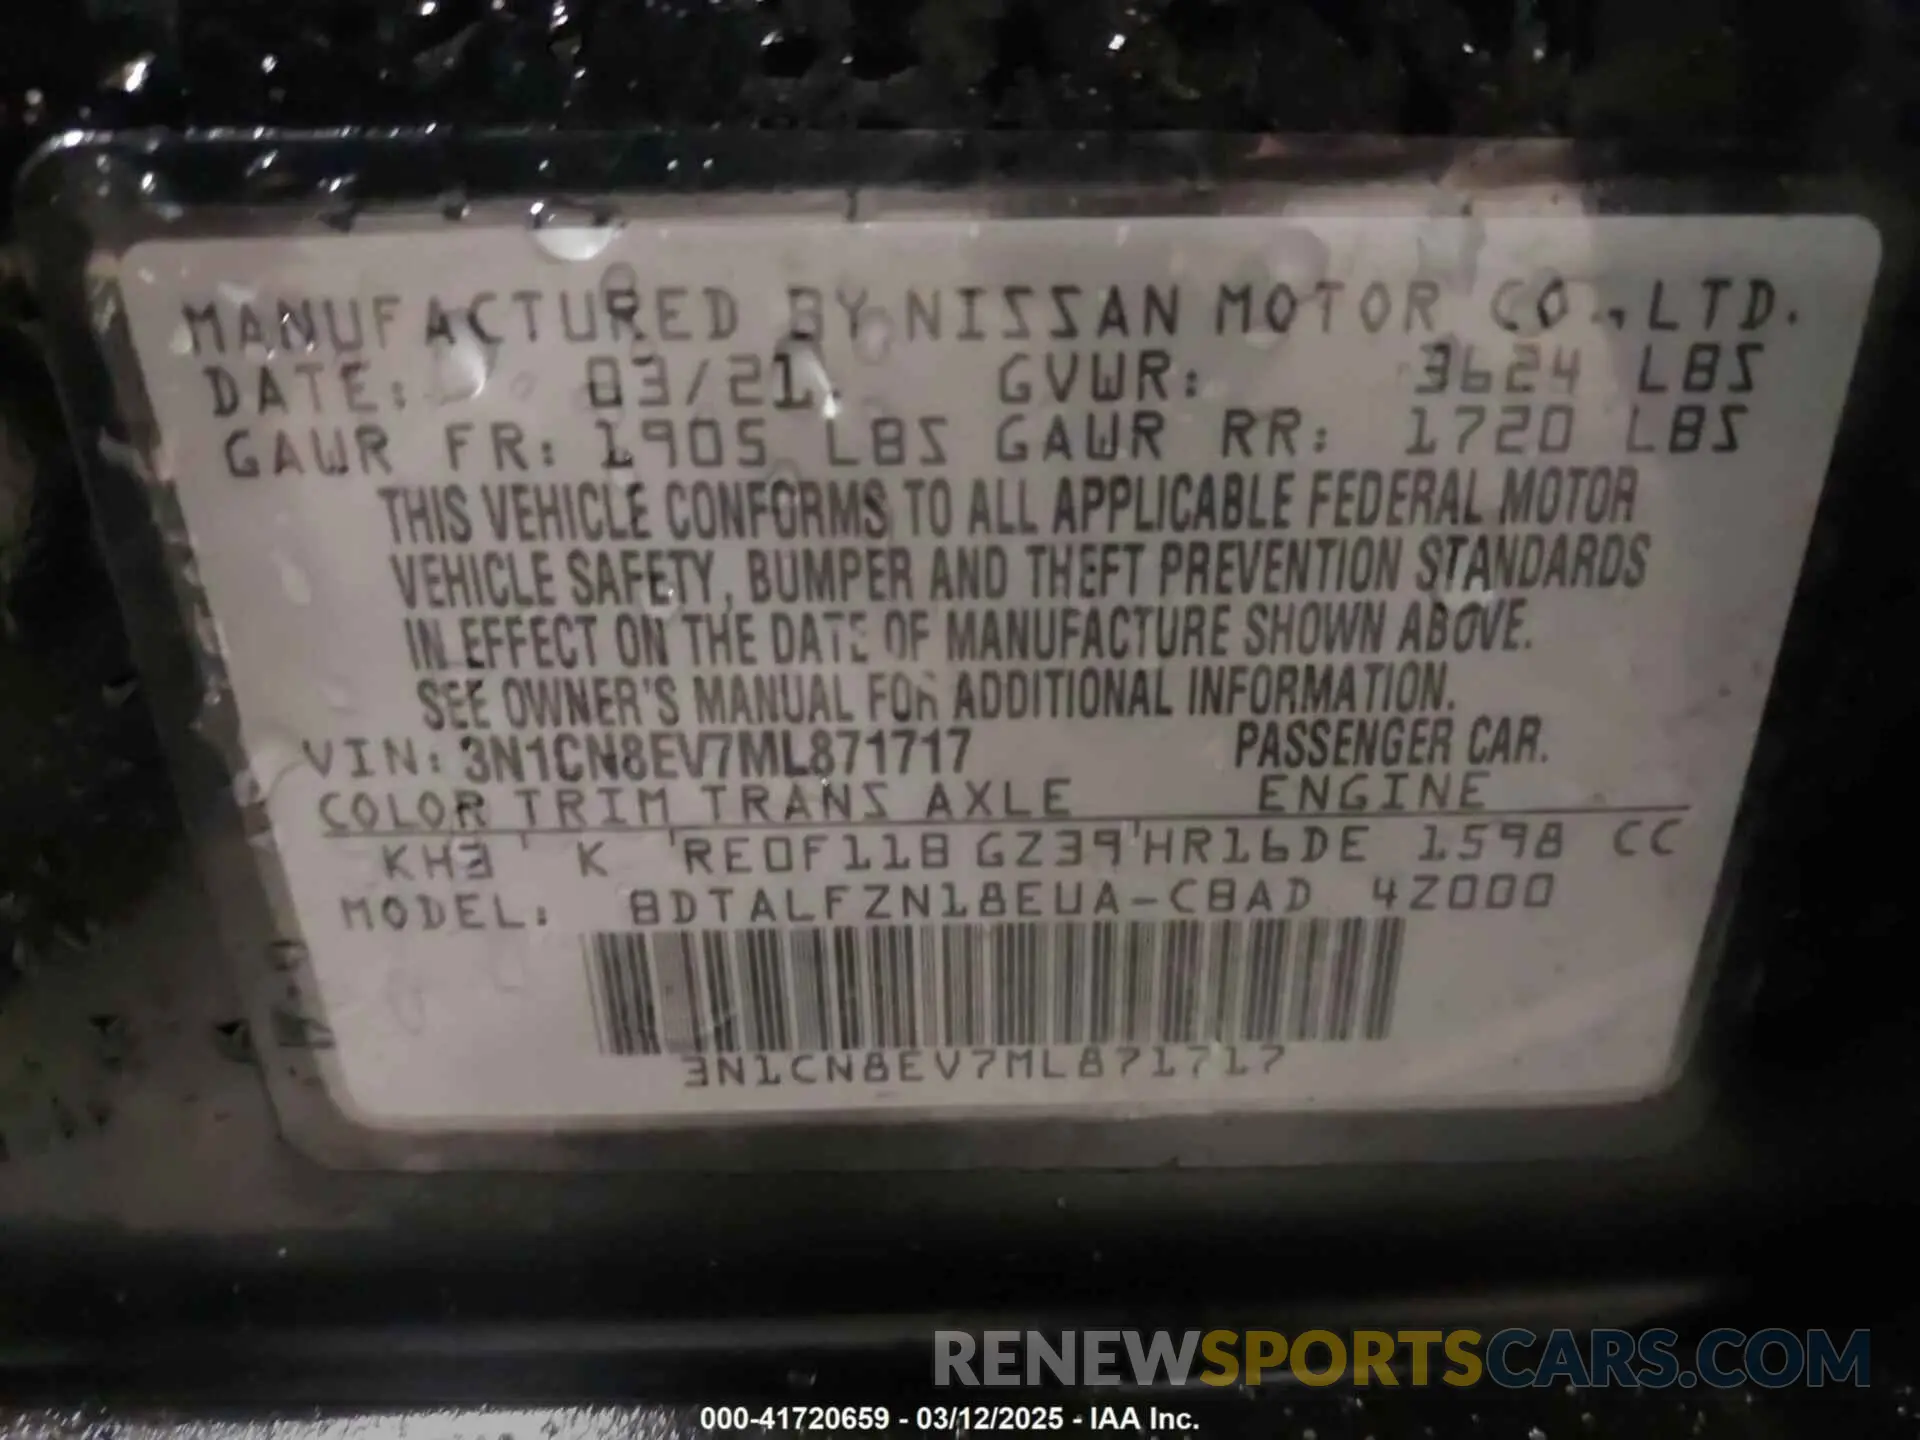 MANUFACTURED BY NISSAN MOTOR CO.,LTD.
DATE: 03/21. GVWR: 3624 LBS
GAWR FR: 1905 LBS GAWR RR: 1720 LBS
THIS VEHICLE CONFORMS TO ALL APPLICABLE FEDERAL MOTOR
VEHICLE SAFETY, BUMPER AND THEFT PREVENTION STANDARDS
IN EFFECT ON THE DATE OF MANUFACTURE SHOWN ABOVE.
SEE OWNER'S MANUAL FOR ADDITIONAL INFORMATION.
VIN: 3N1CN8EV7ML871717 PASSENGER CAR.
COLOR TRIM TRANS AXLE ENGINE
KH3 K RE0F11B GZ39 HR16DE 1598 CC
MODEL: BDTALFZN18EUA-CBAD 4Z000
3N1CN8EV7ML871717
RENEWSPORTSCARS.COM
000-41720659 - 03/12/2025 - IAA Inc.